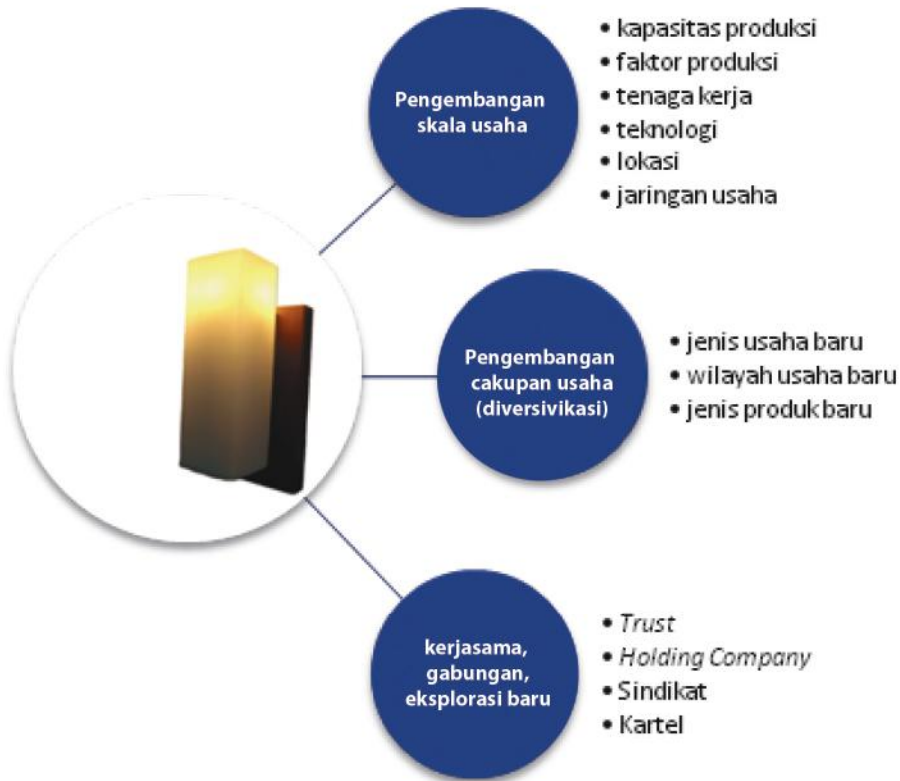 Pengembangan
skala usaha
• kapasitas produksi
• faktor produksi
• tenaga kerja
• teknologi
• lokasi
• jaringan usaha
Pengembangan
cakupan usaha
(diversivikasi)
• jenis usaha baru
• wilayah usaha baru
• jenis produk baru
kerjasama,
gabungan,
eksplorasi baru
• Trust
• Holding Company
• Sindikat
• Kartel